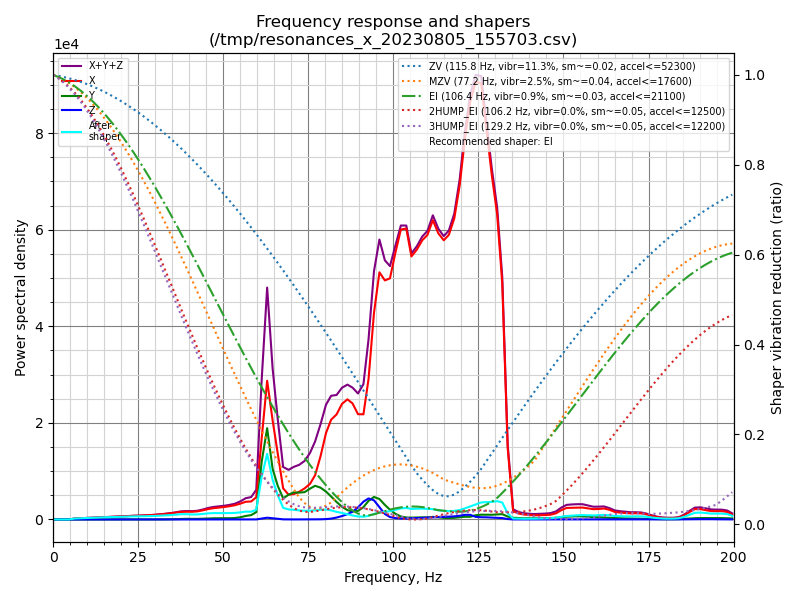 Frequency response and shapers
(/tmp/resonances_x_20230805_155703.csv)
1e4
X+Y+Z
X
Y
Z
After
shaper
ZV (115.8 Hz, vibr=11.3%, sm~=0.02, accel<=52300)
MZV (77.2 Hz, vibr=2.5%, sm~=0.04, accel<=17600)
EI (106.4 Hz, vibr=0.9%, sm~=0.03, accel<=21100)
2HUMP_EI (106.2 Hz, vibr=0.0%, sm~=0.05, accel<=12500)
3HUMP_EI (129.2 Hz, vibr=0.0%, sm~=0.05, accel<=12200)
Recommended shaper: EI
Power spectral density
8
6
4
2
0
1.0
0.8
0.6
0.4
0.2
0.0
Shaper vibration reduction (ratio)
0 25 50 75 100 125 150 175 200
Frequency, Hz